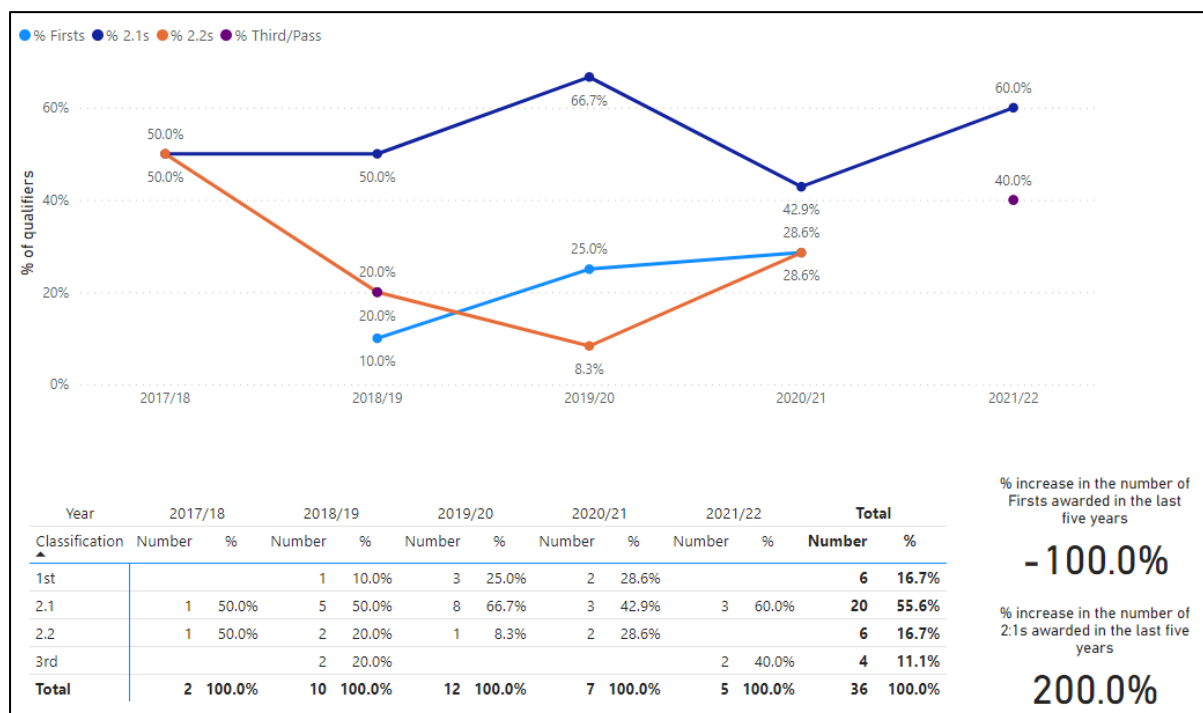 % Firsts % 2.1s % 2.2s % Third/Pass
% of qualifiers
60%
40%
20%
0%
50.0%
50.0%
50.0%
20.0%
20.0%
10.0%
66.7%
25.0%
8.3%
42.9%
28.6%
28.6%
60.0%
40.0%
2017/18 2018/19 2019/20 2020/21 2021/22
Year 2017/18 2018/19 2019/20 2020/21 2021/22 Total
Classification Number % Number % Number % Number % Number % Number %
1st 1 10.0% 3 25.0% 2 28.6% 6 16.7%
2.1 1 50.0% 5 50.0% 8 66.7% 3 42.9% 3 60.0% 20 55.6%
2.2 1 50.0% 2 20.0% 1 8.3% 2 28.6% 6 16.7%
3rd 2 20.0% 2 40.0% 4 11.1%
Total 2 100.0% 10 100.0% 12 100.0% 7 100.0% 5 100.0% 36 100.0%
% increase in the number of
Firsts awarded in the last
five years
-100.0%
% increase in the number of
2:1s awarded in the last five
years
200.0%